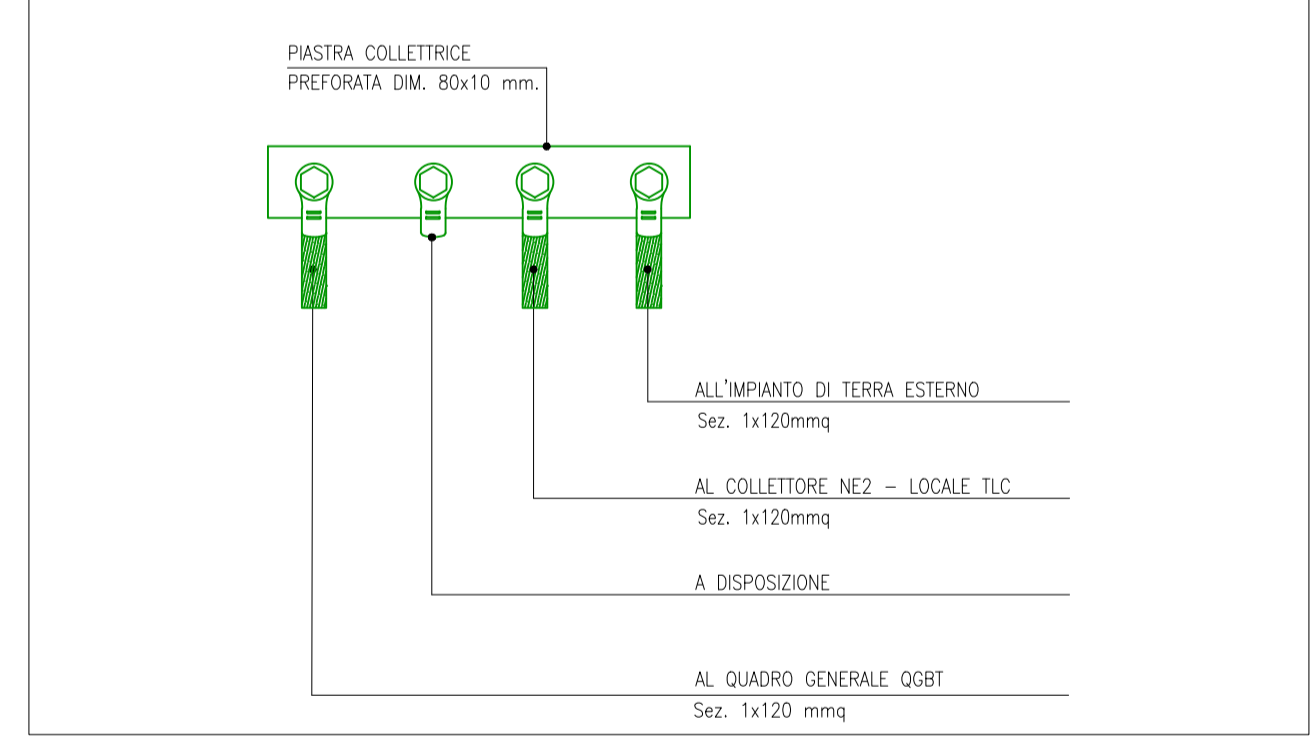 PIASTRA COLLETTRICE
PREFORATA DIM. 80x10 mm.
ALL'IMPIANTO DI TERRA ESTERNO
Sez. 1x120mmq
AL COLLETTORE NE2 – LOCALE TLC
Sez. 1x120mmq
A DISPOSIZIONE
AL QUADRO GENERALE QGBT
Sez. 1x120 mmq